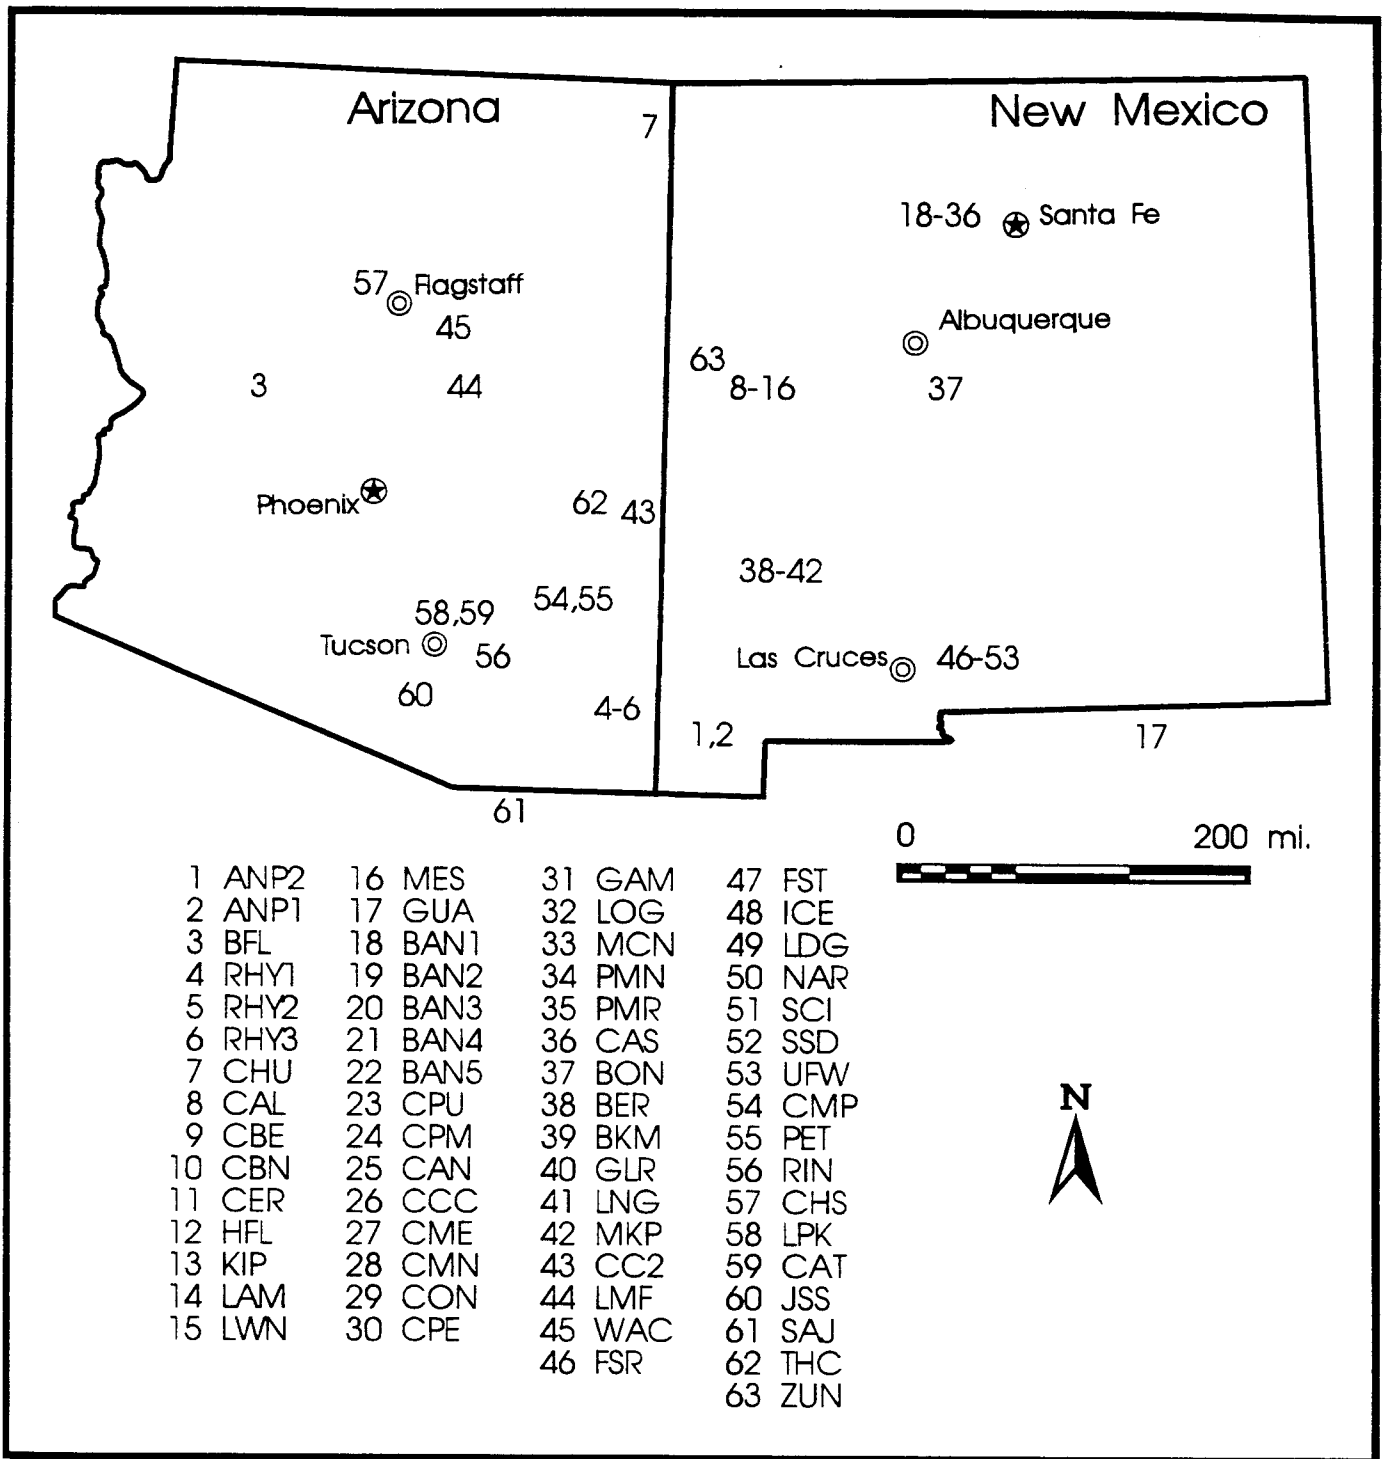 Arizona
New Mexico
7
18-36
Santa Fe
57
Flagstaff
45
Albuquerque
63
3
44
8-16
37
Phoenix
62
43
38-42
58,59
54,55
Tucson
56
Las Cruces
46-53
60
4-6
1,2
17
61
0 200 mi.
1 ANP2
2 ANP1
3 BFL
4 RHY1
5 RHY2
6 RHY3
7 CHU
8 CAL
9 CBE
10 CBN
11 CER
12 HFL
13 KIP
14 LAM
15 LWN
16 MES
17 GUA
18 BAN1
19 BAN2
20 BAN3
21 BAN4
22 BAN5
23 CPU
24 CPM
25 CAN
26 CCC
27 CME
28 CMN
29 CON
30 CPE
31 GAM
32 LOG
33 MCN
34 PMN
35 PMR
36 CAS
37 BON
38 BER
39 BKM
40 GLR
41 LNG
42 MKP
43 CC2
44 LMF
45 WAC
46 FSR
47 FST
48 ICE
49 LDG
50 NAR
51 SCI
52 SSD
53 UFW
54 CMP
55 PET
56 RIN
57 CHS
58 LPK
59 CAT
60 JSS
61 SAJ
62 THC
63 ZUN
N